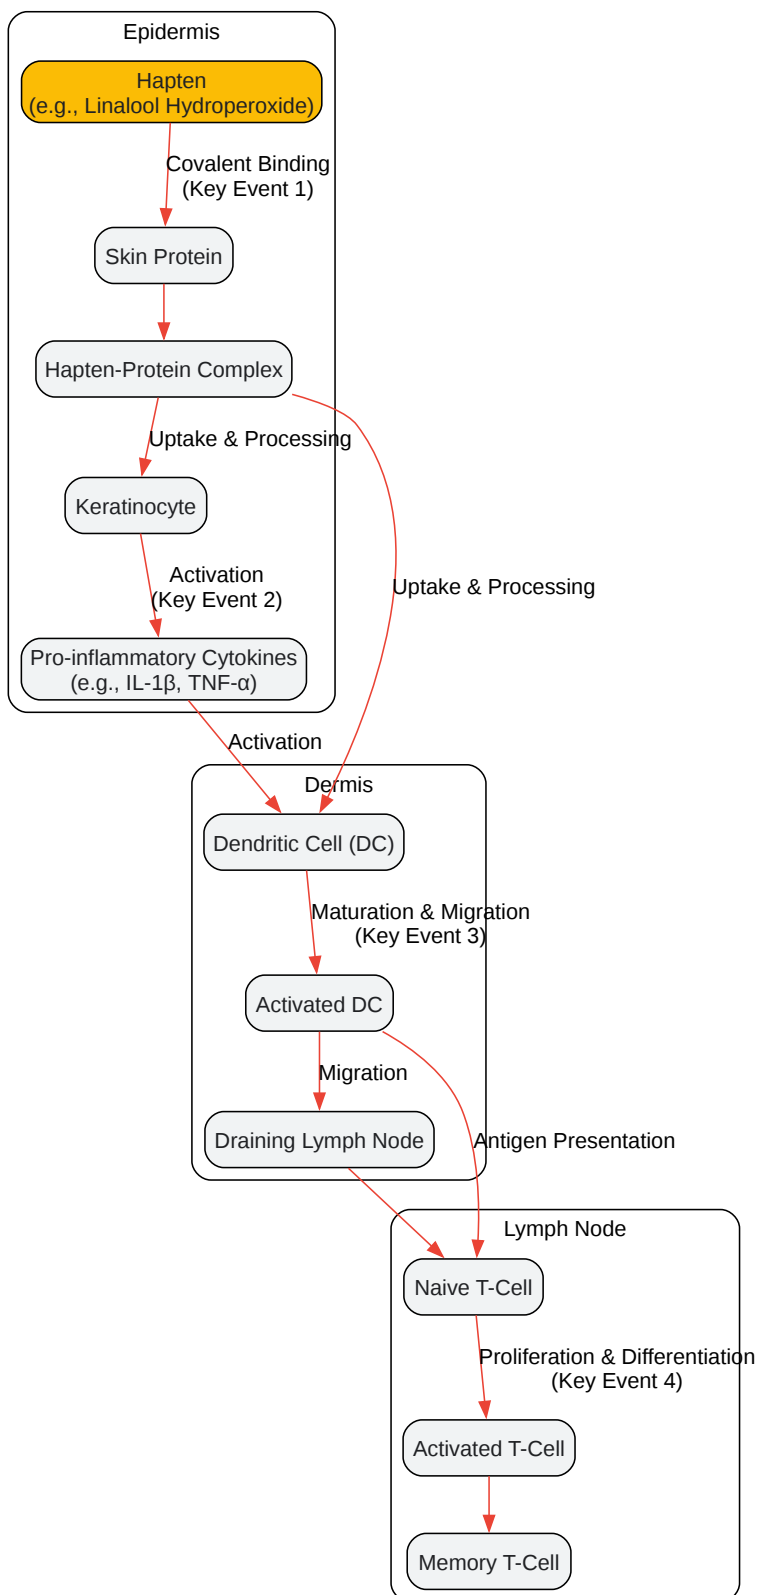 Epidermis
Hapten
(e.g., Linalool Hydroperoxide)
Covalent Binding
(Key Event 1)
Skin Protein
Hapten-Protein Complex
Uptake & Processing
Keratinocyte
Uptake & Processing
Activation
(Key Event 2)
Pro-inflammatory Cytokines
(e.g., IL-1β, TNF-α)
Activation
Dermis
Dendritic Cell (DC)
Maturation & Migration
(Key Event 3)
Activated DC
Migration
Draining Lymph Node
Antigen Presentation
Lymph Node
Naive T-Cell
Proliferation & Differentiation
(Key Event 4)
Activated T-Cell
Memory T-Cell